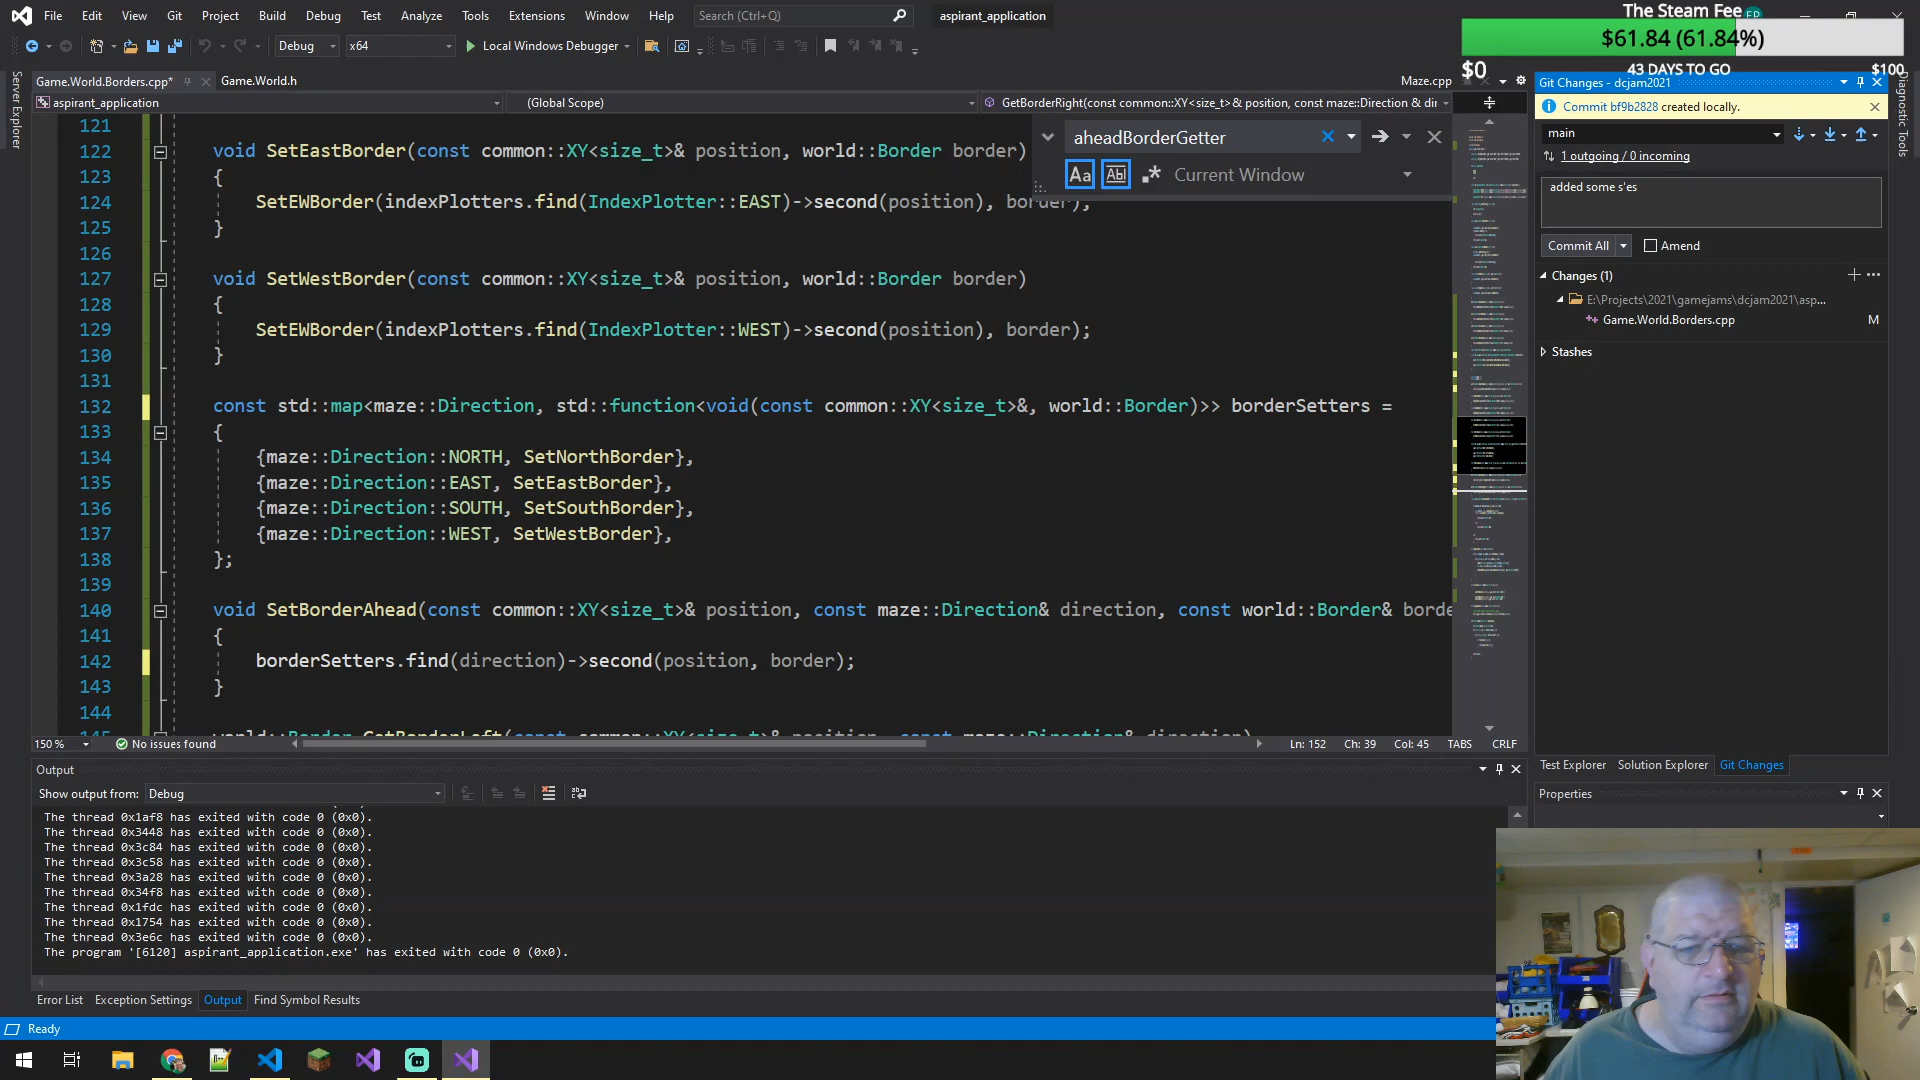 File Edit View Git Project Build Debug Test Analyze Tools Extensions Window Help Search (Ctrl+Q) aspirant_application
The Steam Fee
$61.84 (61.84%)
$0 43 DAYS TO GO $100
Debug x64 Local Windows Debugger
Game.World.Borders.cpp* Game.World.h Maze.cpp
aspirant_application (Global Scope) GetBorderRight(const common::XY<size_t>& position, const maze::Direction & dir
Server Explorer
Diagnostic Tools
aheadBorderGetter
Aa Abl .* Current Window
121
122 void SetEastBorder(const common::XY<size_t>& position, world::Border border)
123 {
124 SetEWBorder(indexPlotters.find(IndexPlotter::EAST)->second(position), border);
125 }
126
127 void SetWestBorder(const common::XY<size_t>& position, world::Border border)
128 {
129 SetEWBorder(indexPlotters.find(IndexPlotter::WEST)->second(position), border);
130 }
131
132 const std::map<maze::Direction, std::function<void(const common::XY<size_t>&, world::Border)>> borderSetters =
133 {
134 {maze::Direction::NORTH, SetNorthBorder},
135 {maze::Direction::EAST, SetEastBorder},
136 {maze::Direction::SOUTH, SetSouthBorder},
137 {maze::Direction::WEST, SetWestBorder},
138 };
139
140 void SetBorderAhead(const common::XY<size_t>& position, const maze::Direction& direction, const world::Border& borde
141 {
142 borderSetters.find(direction)->second(position, border);
143 }
144
150 % No issues found Ln: 152 Ch: 39 Col: 45 TABS CRLF
Output
Show output from: Debug
The thread 0x1af8 has exited with code 0 (0x0).
The thread 0x3448 has exited with code 0 (0x0).
The thread 0x3c84 has exited with code 0 (0x0).
The thread 0x3c58 has exited with code 0 (0x0).
The thread 0x3a28 has exited with code 0 (0x0).
The thread 0x34f8 has exited with code 0 (0x0).
The thread 0x1fdc has exited with code 0 (0x0).
The thread 0x1754 has exited with code 0 (0x0).
The thread 0x3e6c has exited with code 0 (0x0).
The program '[6120] aspirant_application.exe' has exited with code 0 (0x0).
Error List Exception Settings Output Find Symbol Results
Ready
Git Changes - dcjam2021
Commit bf9b2828 created locally.
main
1 outgoing / 0 incoming
added some s'es
Commit All Amend
Changes (1)
E:\Projects\2021\gamejams\dcjam2021\asp...
Game.World.Borders.cpp M
Stashes
Test Explorer Solution Explorer Git Changes
Properties